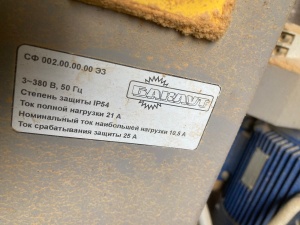 СФ 002.00.00.00 ЭЗ
БАКАУТ
3~380 В, 50 Гц
Степень защиты IP54
Ток полной нагрузки 21 А
Номинальный ток наибольшей нагрузки 10,5 А
Ток срабатывания защиты 25 А